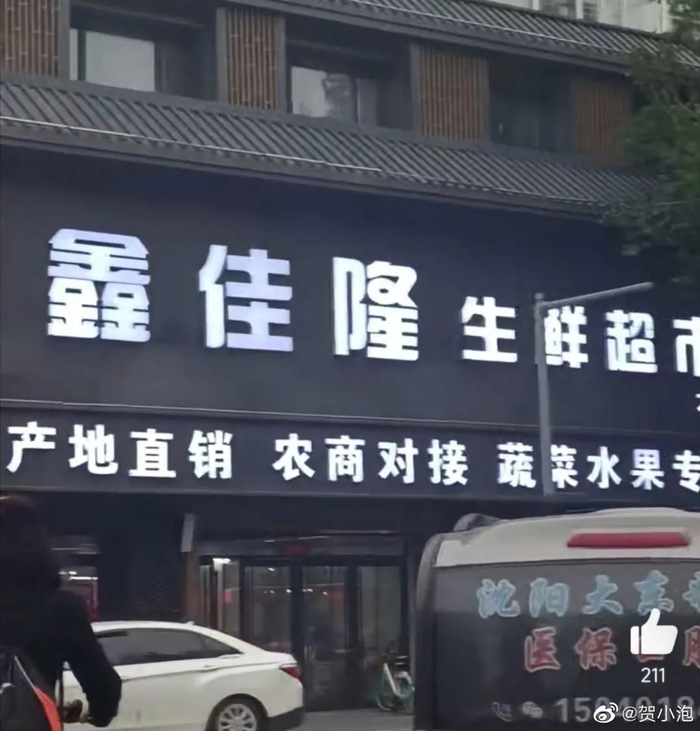 鑫佳隆 生鲜超市
产地直销 农商对接 蔬菜水果专
沈阳大东
医保
211
@贺小泡